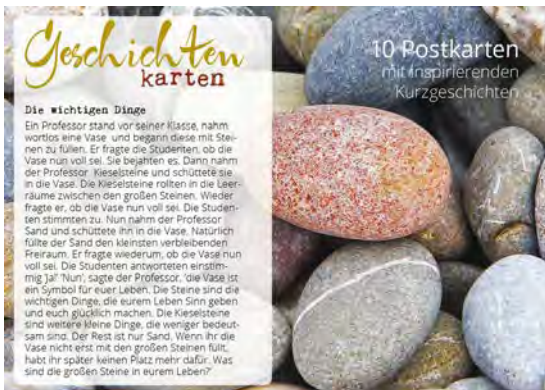 Geschichten
karten
10 Postkarten
mit inspirierenden
Kurzgeschichten
Die wichtigen Dinge
Ein Professor stand vor seiner Klasse, nahm
wortlos eine Vase und begann diese mit Stei-
nen zu füllen. Er fragte die Studenten, ob die
Vase nun voll sei. Sie bejahten es. Dann nahm
der Professor Kieselsteine und schüttete sie
in die Vase. Die Kieselsteine rollten in die Leer-
räume zwischen den großen Steinen. Wieder
fragte er, ob die Vase nun voll sei. Die Studen-
ten stimmten zu. Nun nahm der Professor
Sand und schüttete ihn in die Vase. Natürlich
füllte der Sand den kleinsten verbleibenden
Freiraum. Er fragte wiederum, ob die Vase nun
voll sei. Die Studenten antworteten einstim-
mig 'Ja!' 'Nun', sagte der Professor, 'die Vase ist
ein Symbol für euer Leben. Die Steine sind die
wichtigen Dinge, die eurem Leben Sinn geben
und euch glücklich machen. Die Kieselsteine
sind weitere kleine Dinge, die weniger bedeut-
sam sind. Der Rest ist nur Sand. Wenn ihr die
Vase nicht erst mit den großen Steinen füllt,
habt ihr später keinen Platz mehr dafür. Was
sind die großen Steine in eurem Leben?'